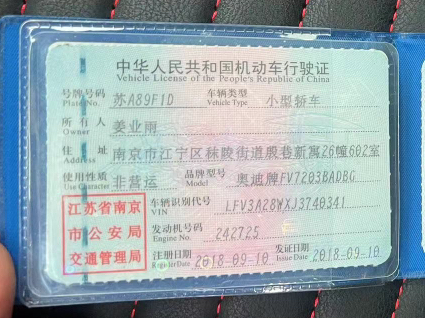 中华人民共和国机动车行驶证
Vehicle License of the People's Republic of China
号牌号码 苏A89F1D 车辆类型 小型轿车
Plate No. Vehicle Type
所有人 姜业雨
Owner
住址 南京市江宁区秣陵街道殷巷新寓26幢602室
Address
使用性质 非营运 品牌型号 奥迪牌FV7203BADBG
Use Character Model
江苏省南京
市公安局
交通管理局
车辆识别代号 LFV3A28WXJ3740341
VIN
发动机号码 242725
Engine No.
注册日期 2018-09-10 发证日期 2018-09-10
Register Date Issue Date